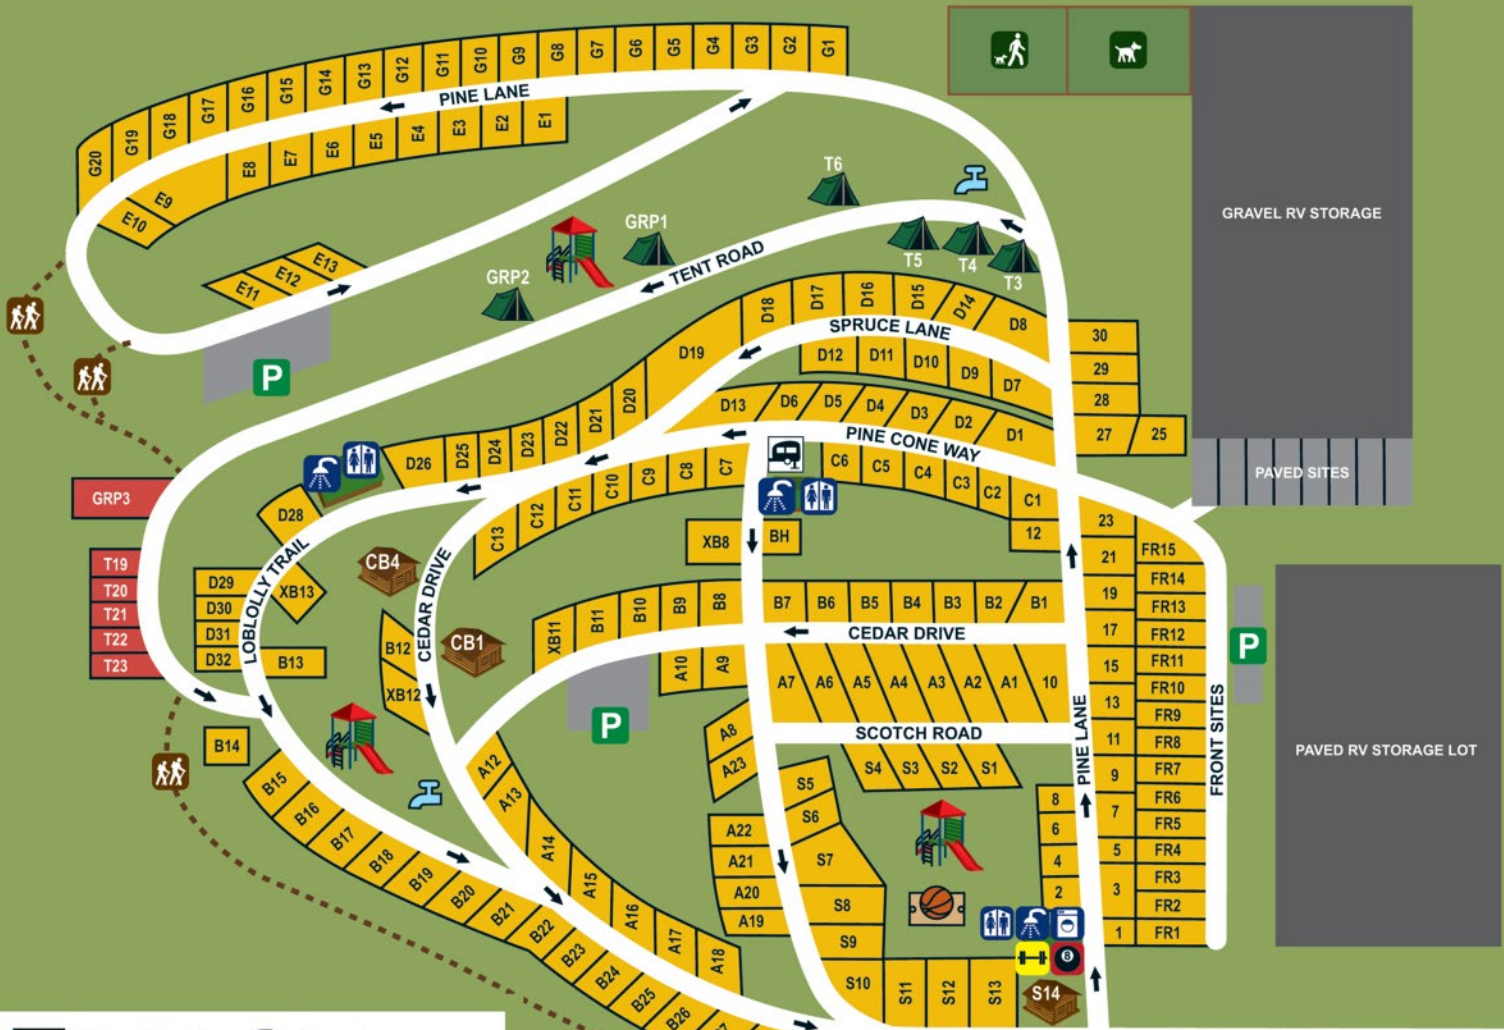 G20 G19 G18 G17 G16 G15 G14 G13 G12 G11 G10 G9 G8 G7 G6 G5 G4 G3 G2 G1
PINE LANE
E10 E9 E8 E7 E6 E5 E4 E3 E2 E1
E11 E12 E13
P
T6
GRP1
GRP2
TENT ROAD
T5 T4 T3
GRAVEL RV STORAGE
D19 D18 D17 D16 D15 D14 D8
SPRUCE LANE
D12 D11 D10 D9 D7
30
29
28
27 25
D26 D25 D24 D23 D22 D21 D20
D13 D6 D5 D4 D3 D2 D1
PINE CONE WAY
PAVED SITES
C13 C12 C11 C10 C9 C8 C7
C6 C5 C4 C3 C2 C1
12
GRP3
D28
XB8 BH
T19
T20
T21
T22
T23
D29
D30
D31
D32
LOBLOLLY TRAIL
XB13
B13
CB4
CEDAR DRIVE
CB1
B12
XB12
XB11 B11 B10 B9 B8
B7 B6 B5 B4 B3 B2 B1
CEDAR DRIVE
A10 A9
A7 A6 A5 A4 A3 A2 A1 10
P
SCOTCH ROAD
S4 S3 S2 S1
PINE LANE
23
21
19
17
15
13
11
9
7
5
3
1
FR15
FR14
FR13
FR12
FR11
FR10
FR9
FR8
FR7
FR6
FR5
FR4
FR3
FR2
FR1
FRONT SITES
P
PAVED RV STORAGE LOT
B14
A8
A23
A22
A21
A20
A19
S5
S6
S7
S8
S9
S10 S11 S12 S13
8
6
4
2
8
S14
A12
A13
A14
A15
A16
A17
A18
B15
B16
B17
B18
B19
B20
B21
B22
B23
B24
B25
B26